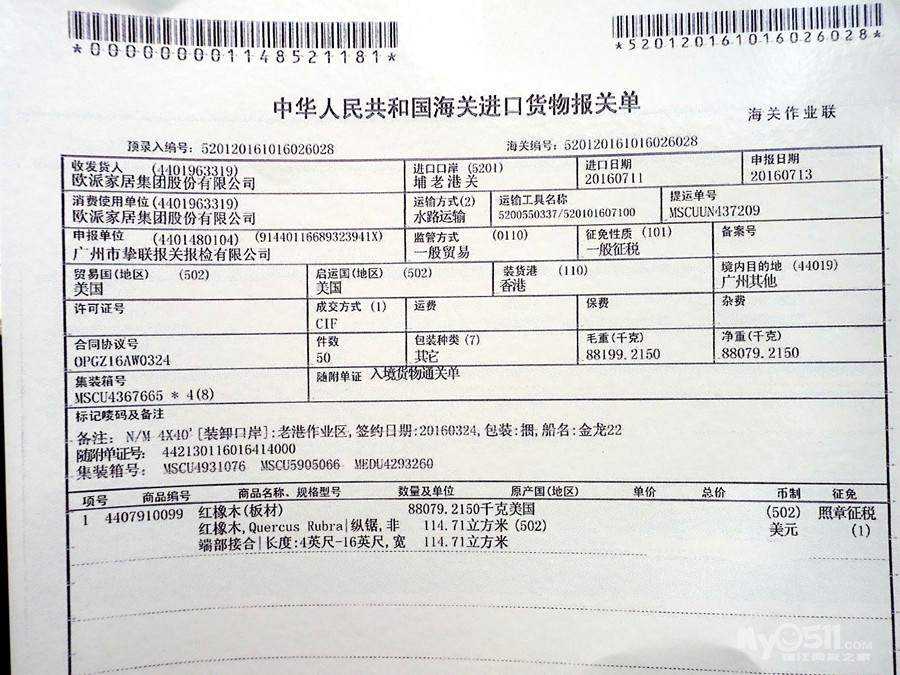 *000000001148521181*
*520120161016026028*
中华人民共和国海关进口货物报关单
海关作业联
预录入编号: 520120161016026028
海关编号: 520120161016026028
收发货人 (4401963319)
欧派家居集团股份有限公司
进口口岸 (5201)
埔老港关
进口日期
20160711
申报日期
20160713
消费使用单位 (4401963319)
欧派家居集团股份有限公司
运输方式(2)
水路运输
运输工具名称
5200550337/520101607100
提运单号
MSCUUN437209
申报单位 (4401480104) (91440116689323941X)
广州市挚联报关报检有限公司
监管方式 (0110)
一般贸易
征免性质 (101)
一般征税
备案号
贸易国(地区) (502)
美国
启运国(地区) (502)
美国
装货港 (110)
香港
境内目的地 (44019)
广州其他
许可证号
成交方式 (1)
CIF
运费
保费
杂费
合同协议号
OPGZ16AW0324
件数
50
包装种类 (7)
其它
毛重(千克)
88199.2150
净重(千克)
88079.2150
集装箱号
MSCU4367665 * 4(8)
随附单证 入境货物通关单
标记唛码及备注
备注: N/M 4X40'[装卸口岸]:老港作业区,签约日期:20160324,包装:捆,船名:金龙22
随附单证号: 442130116016414000
集装箱号: MSCU4931076 MSCU5905066 MEDU4293260
项号 商品编号 商品名称、规格型号 数量及单位 原产国(地区) 单价 总价 币制 征免
1 4407910099 红橡木(板材) 88079.2150千克美国 (502) 照章征税
红橡木,Quercus Rubra|纵锯,非 114.71立方米 (502) 美元 (1)
端部接合|长度:4英尺-16英尺,宽 114.71立方米
My0511.COM
镇江网友之家